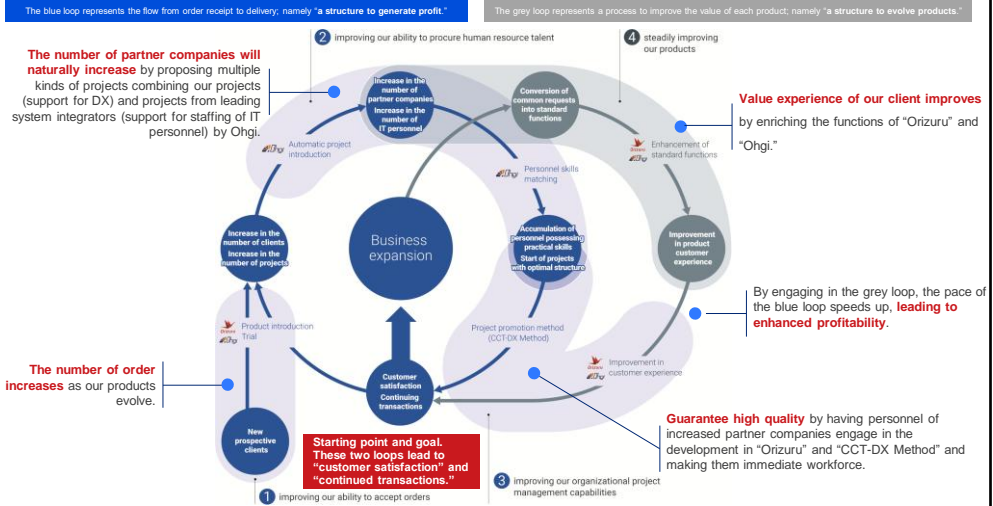 The blue loop represents the flow from order receipt to delivery; namely “a structure to generate profit.”
The grey loop represents a process to improve the value of each product; namely “a structure to evolve products.”
2 improving our ability to procure human resource talent
4 steadily improving
our products
The number of partner companies will
naturally increase by proposing multiple
kinds of projects combining our projects
(support for DX) and projects from leading
system integrators (support for staffing of IT
personnel) by Ohgi.
Increase in the
number of
partner companies
Increase in the
number of
IT personnel
Conversion of
common requests
into standard
functions
Value experience of our client improves
by enriching the functions of “Orizuru” and
“Ohgi.”
Ohgi
Automatic project
introduction
Orizuru
Ohgi
Enhancement of
standard functions
Ohgi
Personnel skills
matching
Increase in the
number of clients
Increase in the
number of projects
Business
expansion
Accumulation of
personnel possessing
practical skills
Start of projects
with optimal structure
Improvement
in product
customer
experience
By engaging in the grey loop, the pace of
the blue loop speeds up, leading to
enhanced profitability.
Orizuru
Ohgi
Product introduction
Trial
Project promotion method
(CCT-DX Method)
Orizuru
Ohgi
Improvement in
customer experience
The number of order
increases as our products
evolve.
Customer
satisfaction
Continuing
transactions
New
prospective
clients
Starting point and goal.
These two loops lead to
“customer satisfaction” and
“continued transactions.”
Guarantee high quality by having personnel of
increased partner companies engage in the
development in “Orizuru” and “CCT-DX Method” and
making them immediate workforce.
3 improving our organizational project
management capabilities
1 improving our ability to accept orders